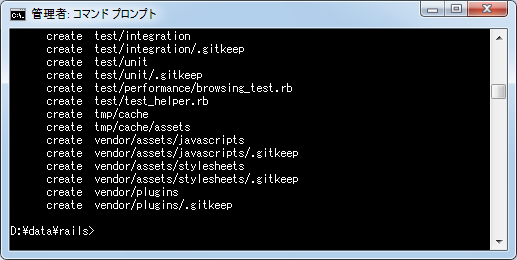 管理者: コマンド プロンプト
create test/integration
create test/integration/.gitkeep
create test/unit
create test/unit/.gitkeep
create test/performance/browsing_test.rb
create test/test_helper.rb
create tmp/cache
create tmp/cache/assets
create vendor/assets/javascripts
create vendor/assets/javascripts/.gitkeep
create vendor/assets/stylesheets
create vendor/assets/stylesheets/.gitkeep
create vendor/plugins
create vendor/plugins/.gitkeep
D:¥data¥rails>